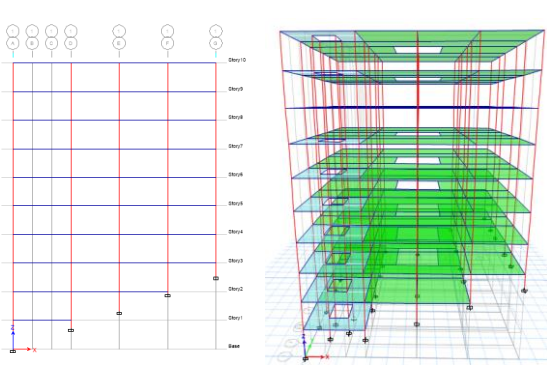 A B C D E F G
Story10
Story9
Story8
Story7
Story6
Story5
Story4
Story3
Story2
Story1
Z
X
Base
X